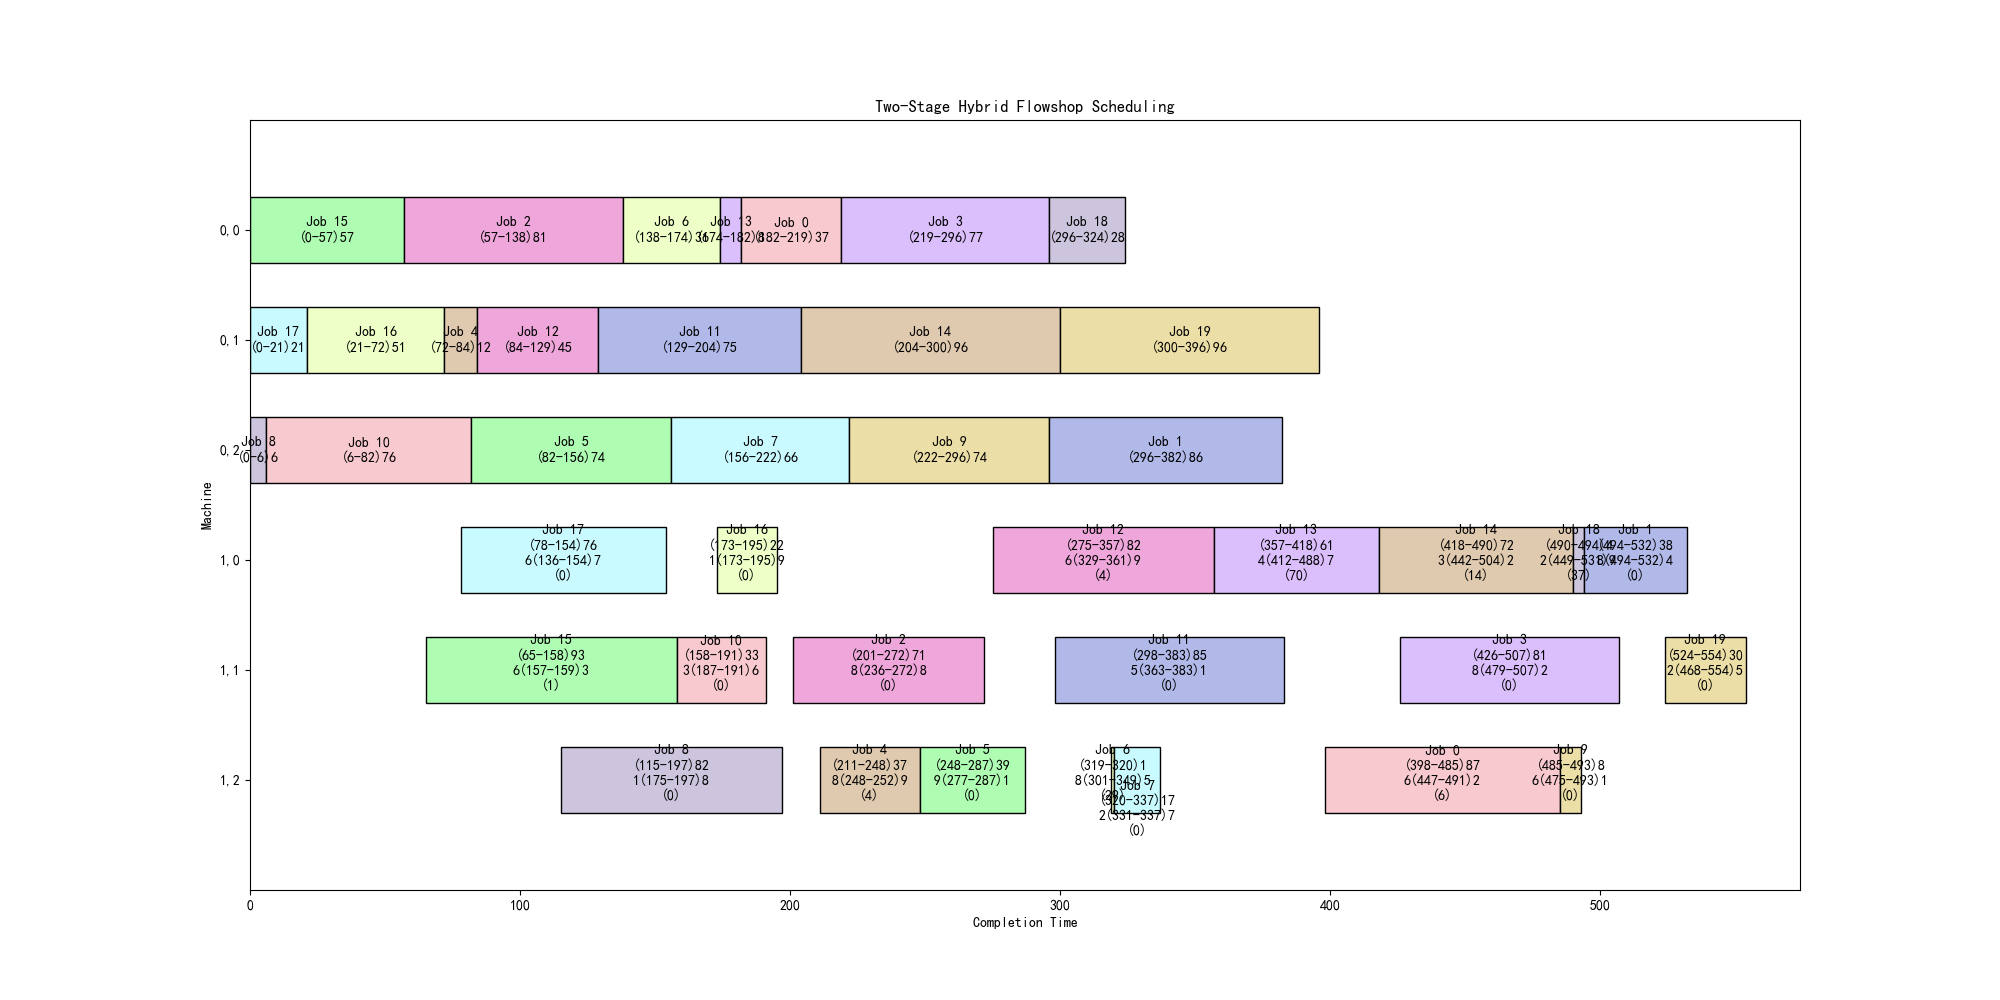 Two-Stage Hybrid Flowshop Scheduling
0,0
Job 15
(0-57)57
Job 2
(57-138)81
Job 6
(138-174)36
Job 13
(174-182)8
Job 0
(182-219)37
Job 3
(219-296)77
Job 18
(296-324)28
0,1
Job 17
(0-21)21
Job 16
(21-72)51
Job 4
(72-84)12
Job 12
(84-129)45
Job 11
(129-204)75
Job 14
(204-300)96
Job 19
(300-396)96
0,2
Job 8
(0-6)6
Job 10
(6-82)76
Job 5
(82-156)74
Job 7
(156-222)66
Job 9
(222-296)74
Job 1
(296-382)86
Machine
1,0
Job 17
(78-154)76
6(136-154)7
(0)
Job 16
(173-195)22
1(173-195)9
(0)
Job 12
(275-357)82
6(329-361)9
(4)
Job 13
(357-418)61
4(412-488)7
(70)
Job 14
(418-490)72
3(442-504)2
(14)
Job 18
(490-494)4
2(449-531)9
(37)
Job 1
(494-532)38
(494-532)4
(0)
1,1
Job 15
(65-158)93
6(157-159)3
(1)
Job 10
(158-191)33
3(187-191)6
(0)
Job 2
(201-272)71
8(236-272)8
(0)
Job 11
(298-383)85
5(363-383)1
(0)
Job 3
(426-507)81
8(479-507)2
(0)
Job 19
(524-554)30
2(468-554)5
(0)
1,2
Job 8
(115-197)82
1(175-197)8
(0)
Job 4
(211-248)37
8(248-252)9
(4)
Job 5
(248-287)39
9(277-287)1
(0)
Job 6
(319-320)1
8(301-349)5
(29)
Job 7
(320-337)17
2(331-337)7
(0)
Job 0
(398-485)87
6(447-491)2
(6)
Job 9
(485-493)8
6(475-493)1
(0)
0
100
200
300
400
500
Completion Time